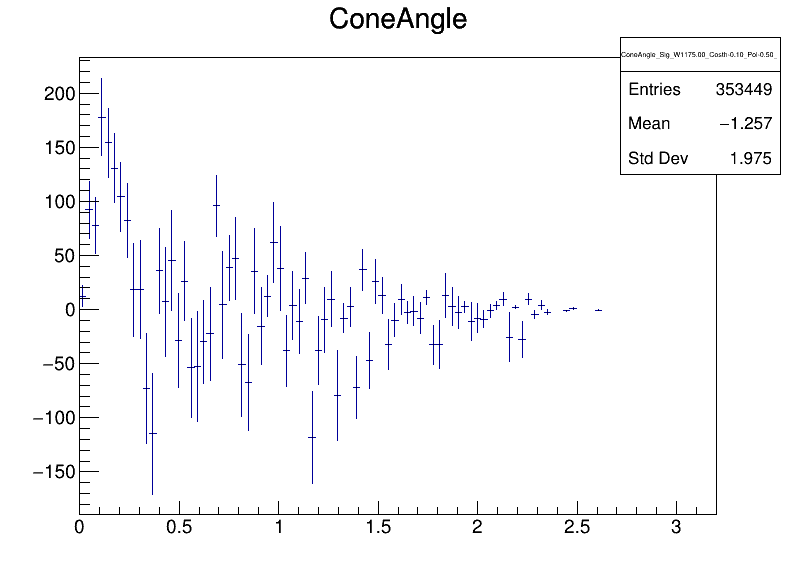 ConeAngle
ConeAngle_Sig_W1175.00_Costh-0.10_Pol-0.50_
Entries 353449
Mean −1.257
Std Dev 1.975
200
150
100
50
0
−50
−100
−150
0 0.5 1 1.5 2 2.5 3